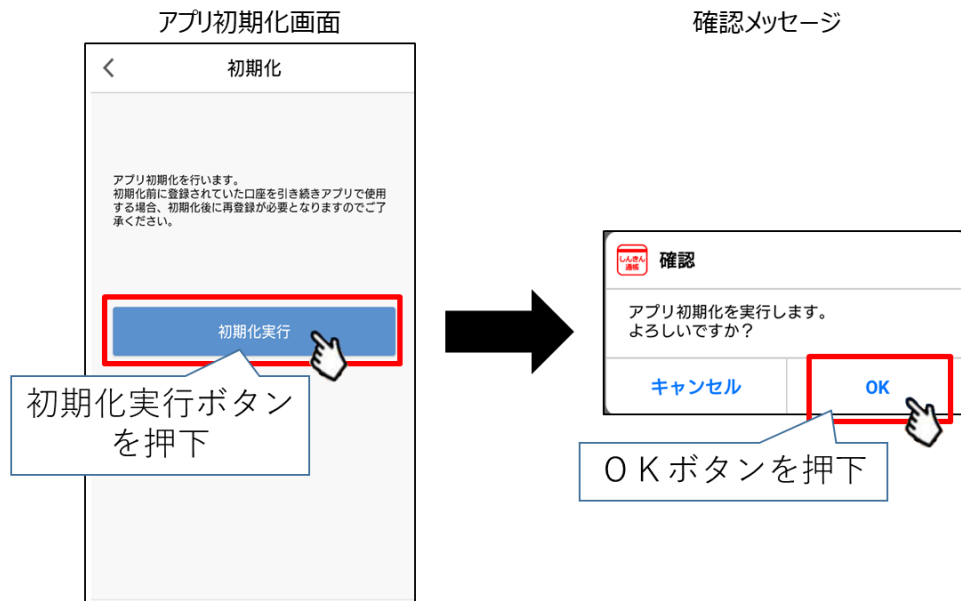 アプリ初期化画面
初期化
アプリ初期化を行います。
初期化前に登録されていた口座を引き続きアプリで使用
する場合、初期化後に再登録が必要となりますのでご了
承ください。
初期化実行
初期化実行ボタン
を押下
確認メッセージ
しんきん
通帳
確認
アプリ初期化を実行します。
よろしいですか？
キャンセル
OK
ＯＫボタンを押下